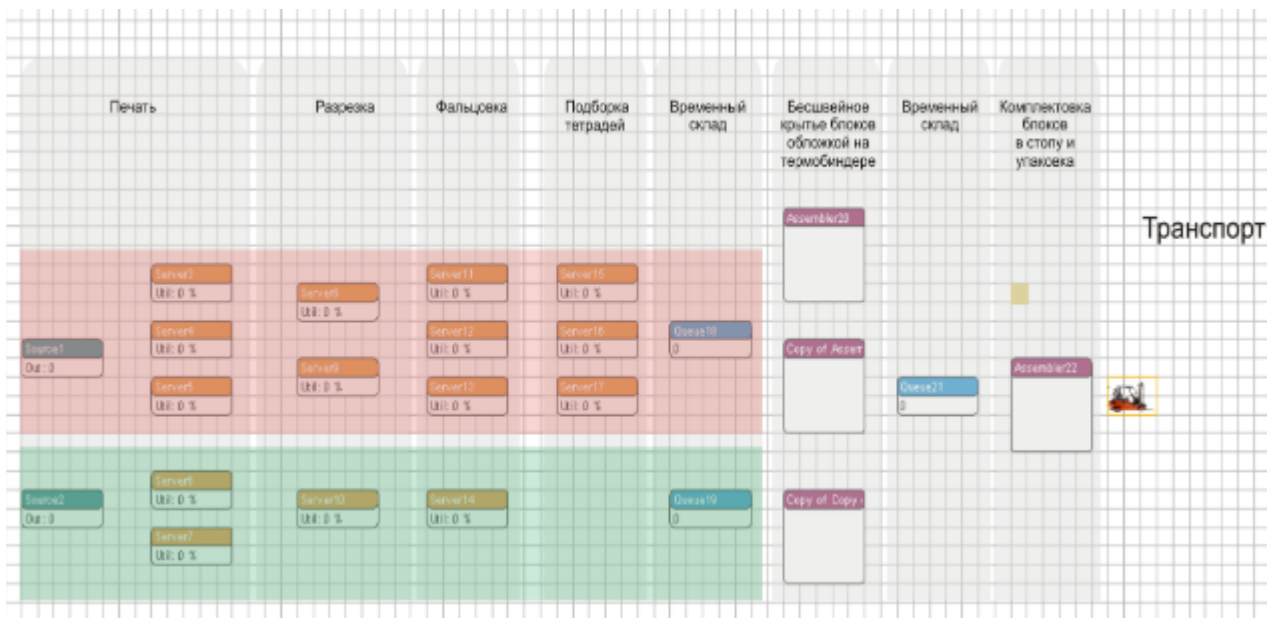 Печать
Разрезка
Фальцовка
Подборка
тетрадей
Временный
склад
Бесшвейное
крытье блоков
обложкой на
термобиндере
Временный
склад
Комплектовка
блоков
в стопу и
упаковка
Транспорт
Assembler20
Server3
Util: 0 %
Server8
Util: 0 %
Server11
Util: 0 %
Server15
Util: 0 %
Source1
Out: 0
Server4
Util: 0 %
Server9
Util: 0 %
Server12
Util: 0 %
Server16
Util: 0 %
Queue18
0
Copy of Assem
Server5
Util: 0 %
Server13
Util: 0 %
Server17
Util: 0 %
Queue21
0
Assembler22
Source2
Out: 0
Server6
Util: 0 %
Server7
Util: 0 %
Server10
Util: 0 %
Server14
Util: 0 %
Queue19
0
Copy of Copy